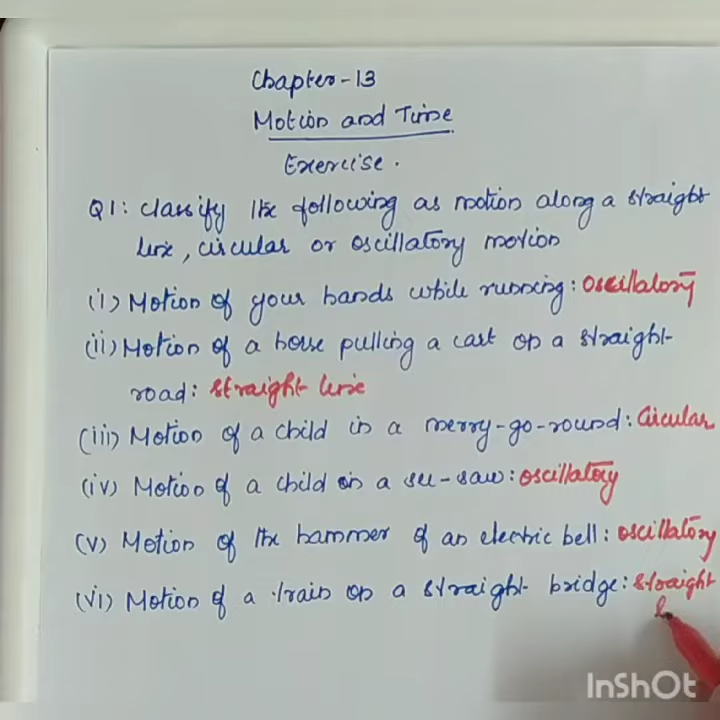 Chapter-13
Motion and Time
Exercise.
Q1: Classify the following as motion along a straight
line, circular or oscillatory motion
(i) Motion of your hands while running: Oscillatory
(ii) Motion of a horse pulling a cart on a straight
road: straight line
(iii) Motion of a child in a merry-go-round: Circular
(iv) Motion of a child on a see-saw: oscillatory
(v) Motion of the hammer of an electric bell: oscillatory
(vi) Motion of a train on a straight bridge: straight
InShOt